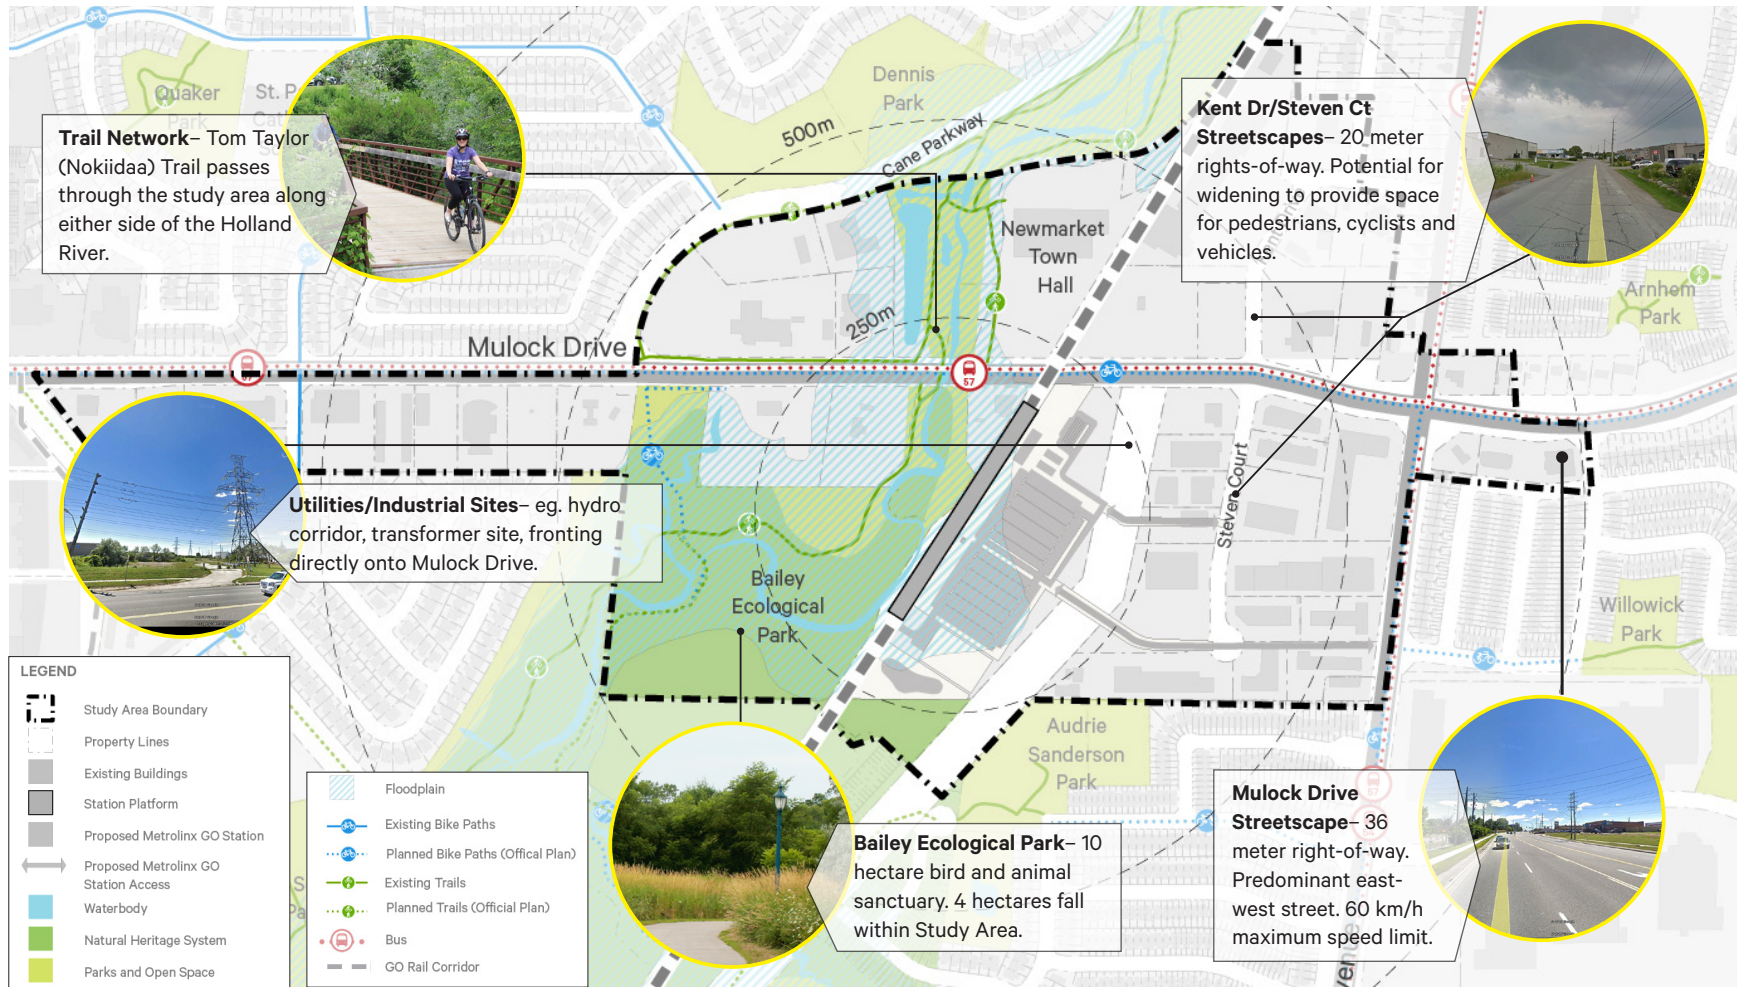 Quaker
Park
St. P
Dennis
Park
500m
Cane Parkway
Trail Network– Tom Taylor
(Nokiidaa) Trail passes
through the study area along
either side of the Holland
River.
Kent Dr/Steven Ct
Streetscapes– 20 meter
rights-of-way. Potential for
widening to provide space
for pedestrians, cyclists and
vehicles.
Newmarket
Town
Hall
Arnhem
Park
250m
Mulock Drive
57
Steven Court
Utilities/Industrial Sites– eg. hydro
corridor, transformer site, fronting
directly onto Mulock Drive.
Bailey
Ecological
Park
Willowick
Park
Audrie
Sanderson
Park
57
LEGEND
Study Area Boundary
Property Lines
Existing Buildings
Station Platform
Proposed Metrolinx GO Station
Proposed Metrolinx GO
Station Access
Waterbody
Natural Heritage System
Parks and Open Space
Floodplain
Existing Bike Paths
Planned Bike Paths (Offical Plan)
Existing Trails
Planned Trails (Official Plan)
Bus
GO Rail Corridor
Bailey Ecological Park– 10
hectare bird and animal
sanctuary. 4 hectares fall
within Study Area.
Mulock Drive
Streetscape– 36
meter right-of-way.
Predominant east-
west street. 60 km/h
maximum speed limit.